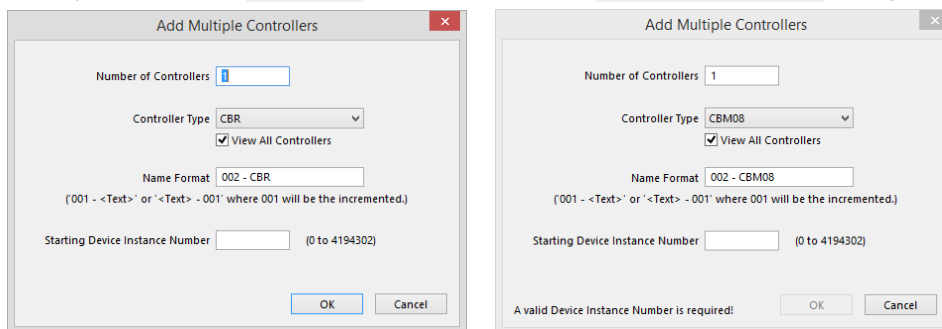 Add Multiple Controllers
Number of Controllers 1
Controller Type CBR
View All Controllers
Name Format 002 - CBR
('001 - <Text>' or '<Text> - 001' where 001 will be the incremented.)
Starting Device Instance Number (0 to 4194302)
OK Cancel
Add Multiple Controllers
Number of Controllers 1
Controller Type CBM08
View All Controllers
Name Format 002 - CBM08
('001 - <Text>' or '<Text> - 001' where 001 will be the incremented.)
Starting Device Instance Number (0 to 4194302)
A valid Device Instance Number is required! OK Cancel